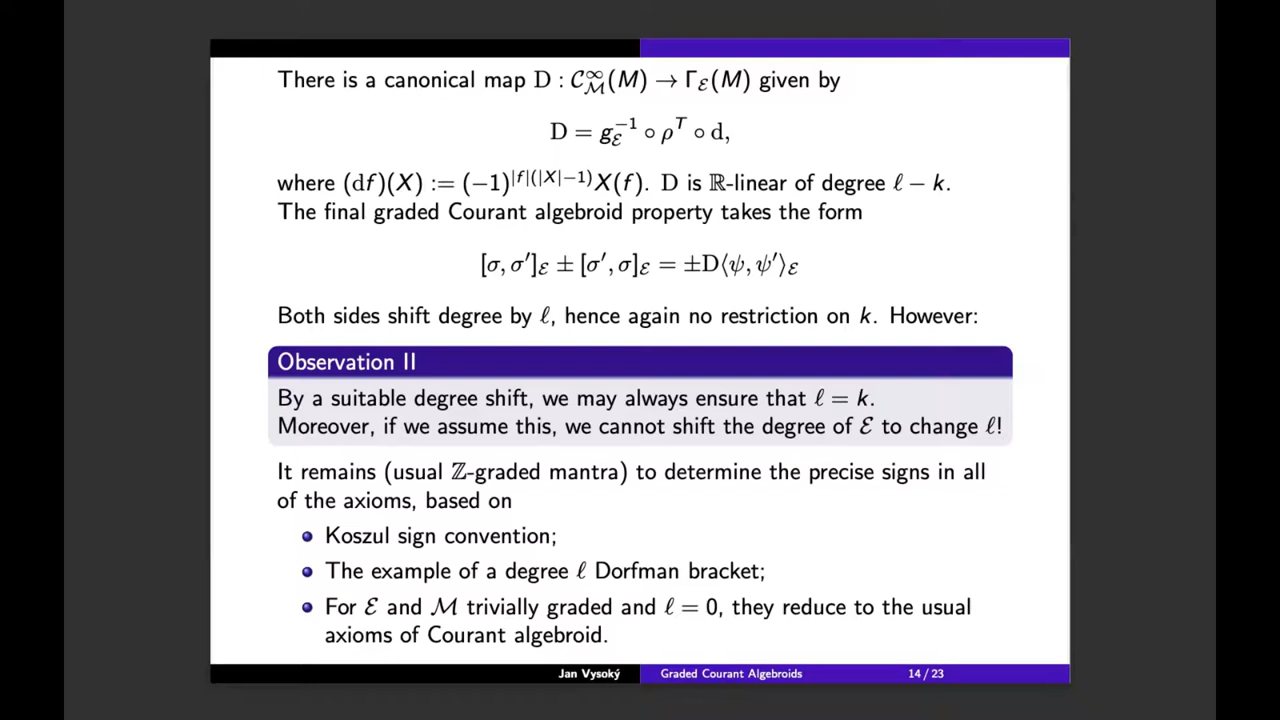 There is a canonical map D : C^∞_ℳ(M) → Γ_ℰ(M) given by
D = g_ℰ^{-1} ∘ ρ^T ∘ d,
where (df)(X) := (−1)^{|f|(|X|−1)}X(f). D is ℝ-linear of degree ℓ − k.
The final graded Courant algebroid property takes the form
[σ, σ′]_ℰ ± [σ′, σ]_ℰ = ±D⟨ψ, ψ′⟩_ℰ
Both sides shift degree by ℓ, hence again no restriction on k. However:
Observation II
By a suitable degree shift, we may always ensure that ℓ = k.
Moreover, if we assume this, we cannot shift the degree of ℰ to change ℓ!
It remains (usual ℤ-graded mantra) to determine the precise signs in all
of the axioms, based on
Koszul sign convention;
The example of a degree ℓ Dorfman bracket;
For ℰ and ℳ trivially graded and ℓ = 0, they reduce to the usual
axioms of Courant algebroid.
Jan Vysoký Graded Courant Algebroids 14 / 23